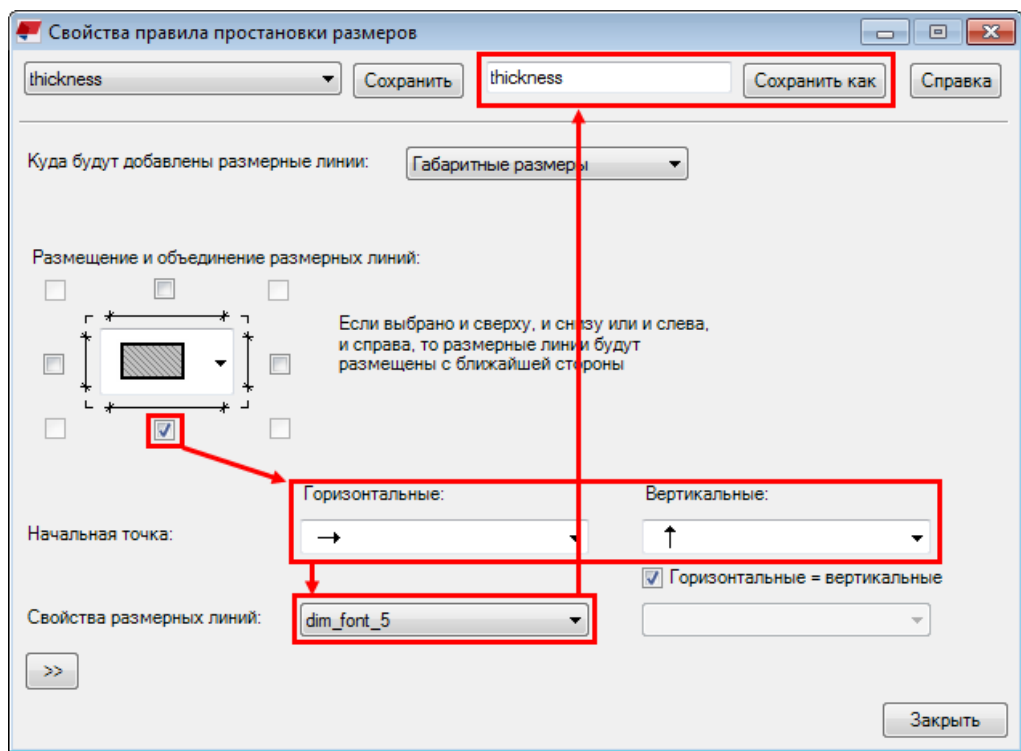 Свойства правила простановки размеров
thickness Сохранить thickness Сохранить как Справка
Куда будут добавлены размерные линии: Габаритные размеры
Размещение и объединение размерных линий:
Если выбрано и сверху, и снизу или и слева,
и справа, то размерные линии будут
размещены с ближайшей стороны
Горизонтальные: Вертикальные:
Начальная точка:
Горизонтальные = вертикальные
Свойства размерных линий: dim_font_5
>>
Закрыть